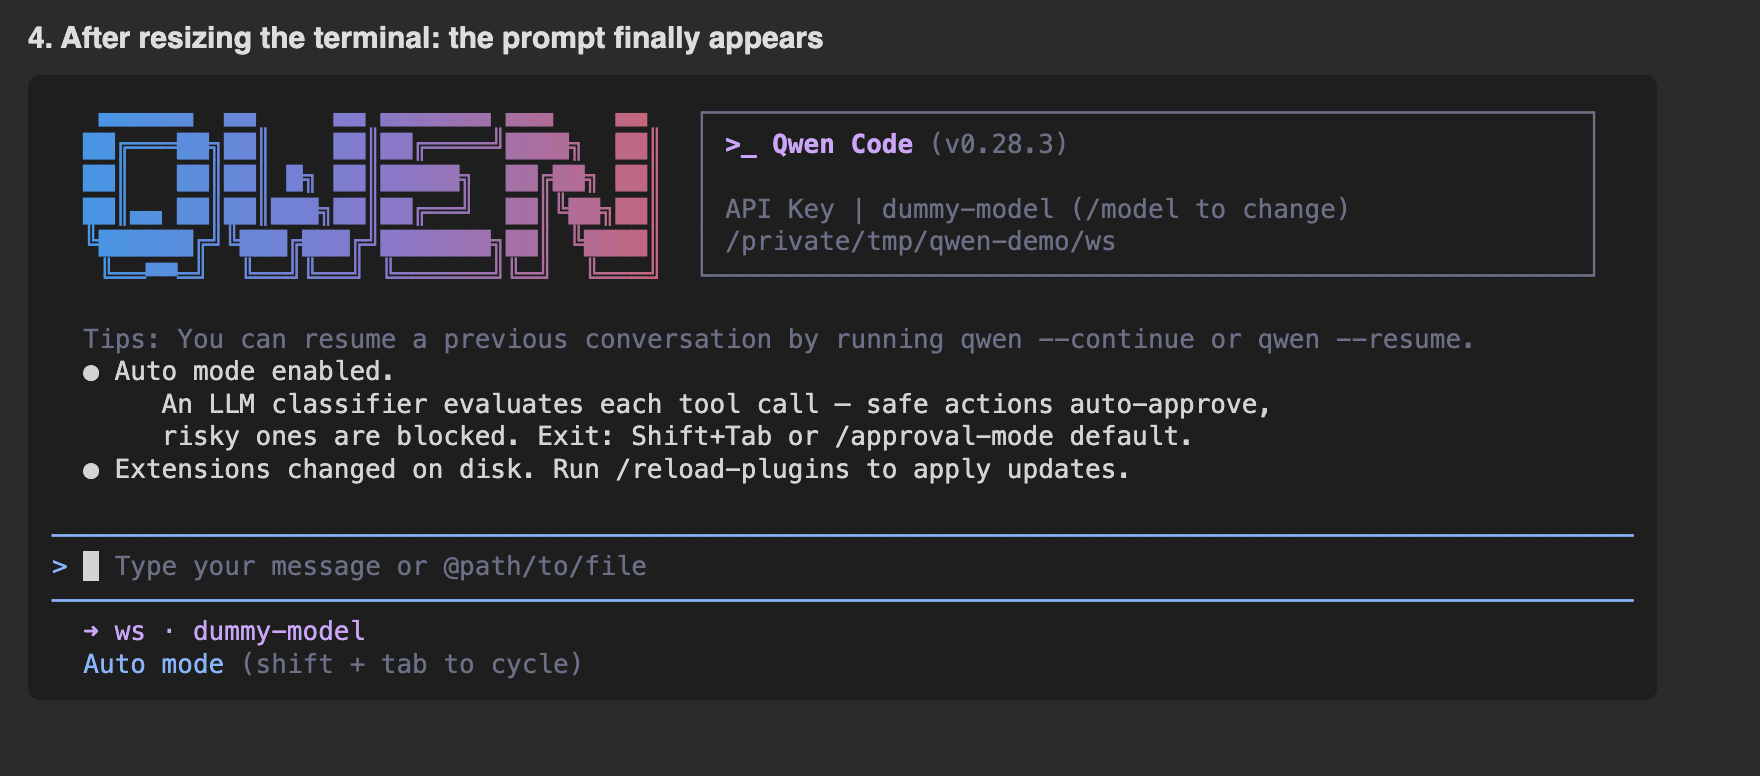 4. After resizing the terminal: the prompt finally appears
QWEN
>_ Qwen Code (v0.28.3)
API Key | dummy-model (/model to change)
/private/tmp/qwen-demo/ws
Tips: You can resume a previous conversation by running qwen --continue or qwen --resume.
● Auto mode enabled.
An LLM classifier evaluates each tool call — safe actions auto-approve,
risky ones are blocked. Exit: Shift+Tab or /approval-mode default.
● Extensions changed on disk. Run /reload-plugins to apply updates.
> Type your message or @path/to/file
➜ ws · dummy-model
Auto mode (shift + tab to cycle)